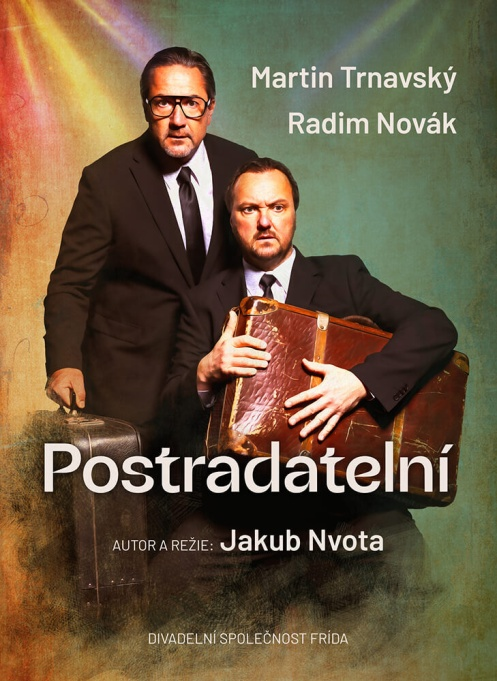 Martin Trnavský
Radim Novák
Postradatelní
AUTOR A REŽIE: Jakub Nvota
DIVADELNÍ SPOLEČNOST FRÍDA